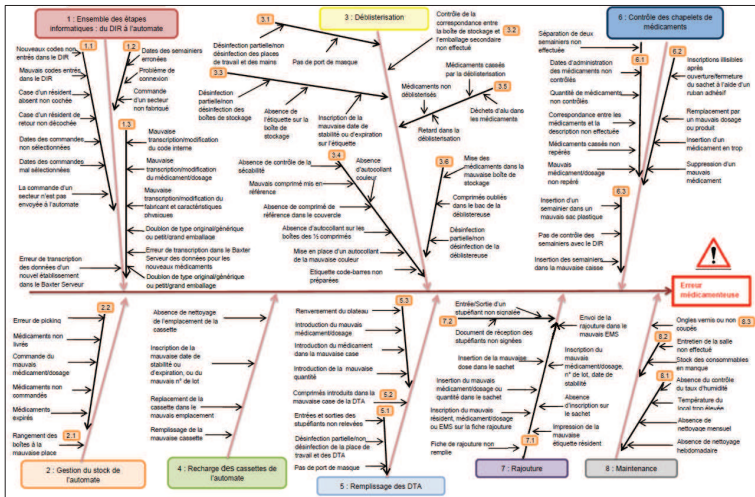 1 : Ensemble des étapes
informatiques : du DIR à l'automate
1.1
Nouveaux codes non
entrés dans le DIR
Mauvais codes entrés
dans le DIR
Case d'un résident
absent non cochée
Case d'un résident de
retour non décochée
Dates des commandes
non sélectionnées
Dates des commandes
mal sélectionnées
La commande d'un
secteur n'est pas
envoyée à l'automate
1.2
Dates des semainiers
erronées
Problème de
connexion
Commande
d'un secteur
non fabriqué
1.3
Mauvaise
transcription/modification
du code interne
Mauvaise
transcription/modification
du médicament/dosage
Mauvaise
transcription/modification du
fabricant et caractéristiques
physiques
Doublon de type original/générique
ou petit/grand emballage
Erreur de transcription dans le Baxter
Serveur des données pour les
nouveaux médicaments
Doublon de type original/générique
ou petit/grand emballage
Erreur de transcription
des données d'un
nouvel établissement
dans le Baxter Serveur
3 : Déblisterisation
3.1
Désinfection partielle/non
désinfection des places
de travail et des mains
Pas de port de masque
3.2
Contrôle de la
correspondance entre la
boîte de stockage et
l'emballage secondaire
non effectué
3.3
Désinfection
partielle/non
désinfection des
boîtes de stockage
Absence de
l'étiquette sur la
boîte de stockage
Inscription de la
mauvaise date de
stabilité ou d'expiration
sur l'étiquette
3.5
Médicaments cassés
par la déblisterisation
Médicaments non
déblisterisés
Déchets d'alu dans
les médicaments
Retard dans la
déblisterisation
3.4
Absence de contrôle de la
sécabilité
Absence
d'autocollant
couleur
Mauvais comprimé mis en
référence
Absence de comprimé de
référence dans le couvercle
Absence d'autocollant sur les
boîtes des ½ comprimés
Mise en place d'un autocollant
de la mauvaise couleur
Etiquette code-barres non
préparées
3.6
Mise des
médicaments dans la
mauvaise boîte de
stockage
Comprimés oubliés
dans le bac de la
déblistereuse
Désinfection
partielle/non
désinfection de la
déblistereuse
6 : Contrôle des chapelets de
médicaments
Séparation de deux
semainiers non effectuée
6.1
Dates d'administration
des médicaments non
contrôlés
Quantité de médicaments
non contrôlés
Correspondance entre les
médicaments et la
description non effectuée
Médicaments cassés
non repérés
Mauvais
médicament/dosage
non repéré
6.2
Inscriptions illisibles
après
ouverture/fermeture
du sachet à l'aide d'un
ruban adhésif
Remplacement par
un mauvais dosage
ou produit
Insertion d'un
médicament en trop
Suppression d'un
mauvais
médicament
6.3
Insertion d'un
semainier dans un
mauvais sac plastique
Pas de contrôle des
semainiers avec le DIR
Insertion des semainiers
dans la mauvaise caisse
Erreur
médicamenteuse
2.2
Erreur de picking
Médicaments non
livrés
Commande du
mauvais
médicament/dosage
Médicaments non
commandés
Médicaments
expirés
2.1
Rangement des
boîtes à la
mauvaise place
2 : Gestion du stock de
l'automate
Absence de nettoyage
de l'emplacement de la
cassette
Inscription de la
mauvaise date de
stabilité ou
d'expiration, ou du
mauvais n° de lot
Replacement de la
cassette dans le
mauvais emplacement
Remplissage de la
mauvaise cassette
4 : Recharge des cassettes de
l'automate
5.3
Renversement du plateau
Introduction du mauvais
médicament/dosage
Introduction du médicament
dans la mauvaise case
Introduction de la mauvaise
quantité
5.2
Comprimés introduits dans la
mauvaise case de la DTA
5.1
Entrées et sorties des
stupéfiants non relevées
Désinfection partielle/non
désinfection de la place de
travail et des DTA
Pas de port de masque
5 : Remplissage des DTA
7.2
Entrée/Sortie d'un
stupéfiant non signalée
Document de réception des
stupéfiants non signées
Envoi de la
rajouture dans le
mauvais EMS
Insertion de la mauvaise
dose dans le sachet
Inscription du
mauvais
médicament/dosage,
n° de lot, date de
stabilité
Insertion du mauvais
médicament/dosage ou
quantité dans le sachet
Absence
d'inscription sur
le sachet
Inscription du mauvais
résident, médicament/dosage
ou EMS sur la fiche rajouture
7.1
Impression de la
mauvaise
étiquette résident
Fiche de rajouture non
remplie
7 : Rajouture
8.3
Ongles vernis ou non
coupés
8.2
Entretien de la salle
non effectué
Stock des consommables
en manque
8.1
Absence du contrôle
du taux d'humidité
Température du
local trop élevée
Absence de
nettoyage mensuel
Absence de nettoyage
hebdomadaire
8 : Maintenance